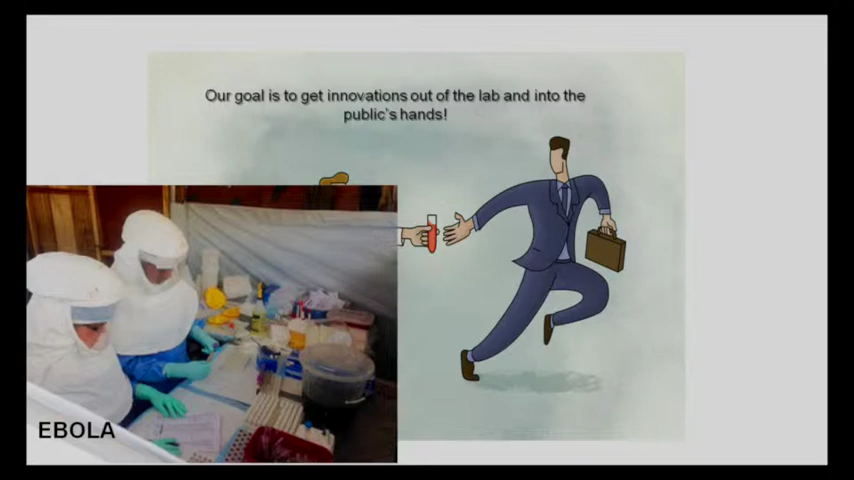 Our goal is to get innovations out of the lab and into the
public's hands!
EBOLA